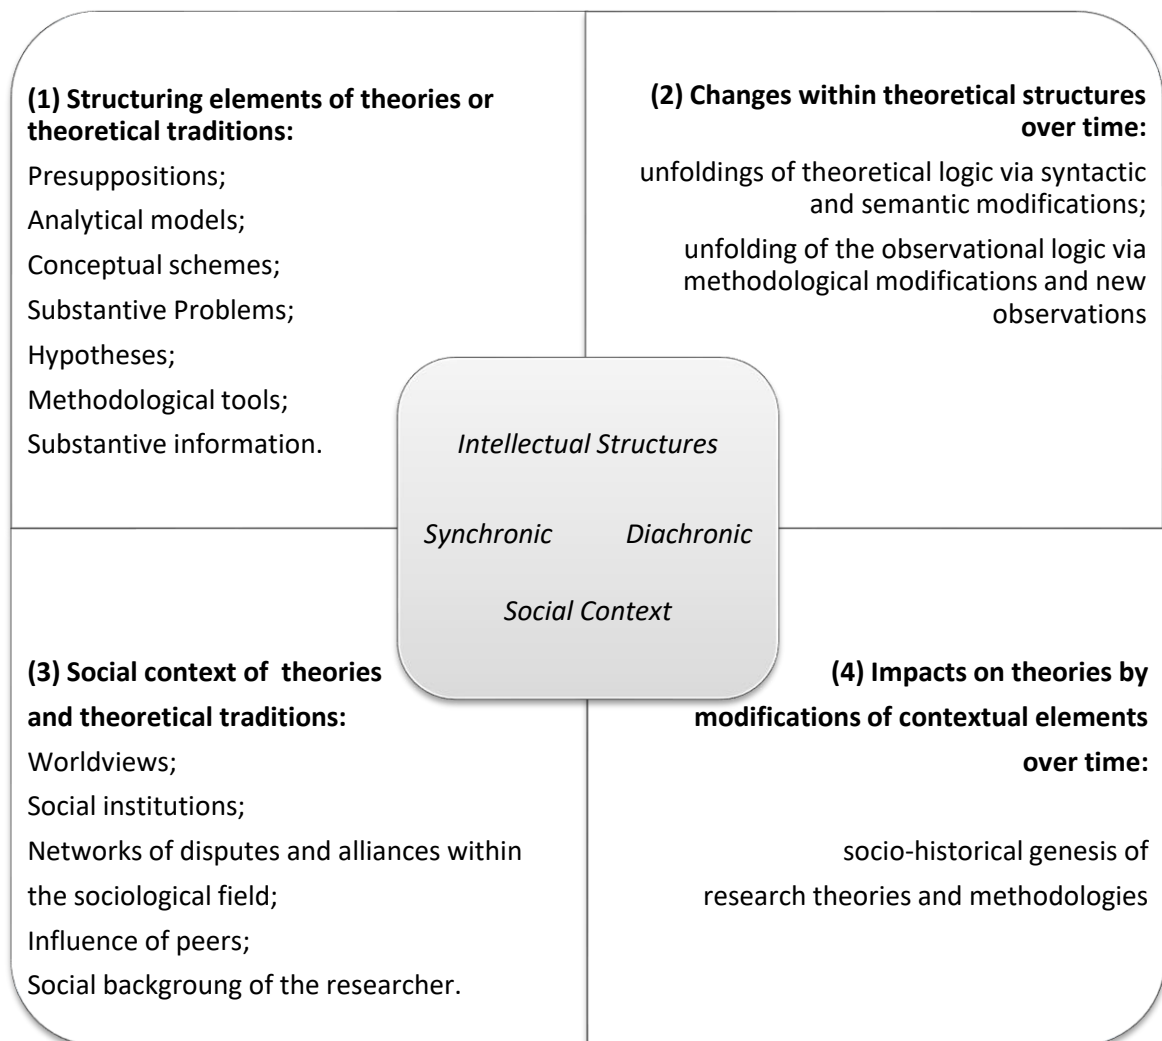 (1) Structuring elements of theories or
theoretical traditions:
Presuppositions;
Analytical models;
Conceptual schemes;
Substantive Problems;
Hypotheses;
Methodological tools;
Substantive information.
(2) Changes within theoretical structures
over time:
unfoldings of theoretical logic via syntactic
and semantic modifications;
unfolding of the observational logic via
methodological modifications and new
observations
Intellectual Structures
Synchronic Diachronic
Social Context
(3) Social context of theories
and theoretical traditions:
Worldviews;
Social institutions;
Networks of disputes and alliances within
the sociological field;
Influence of peers;
Social backgroung of the researcher.
(4) Impacts on theories by
modifications of contextual elements
over time:
socio-historical genesis of
research theories and methodologies